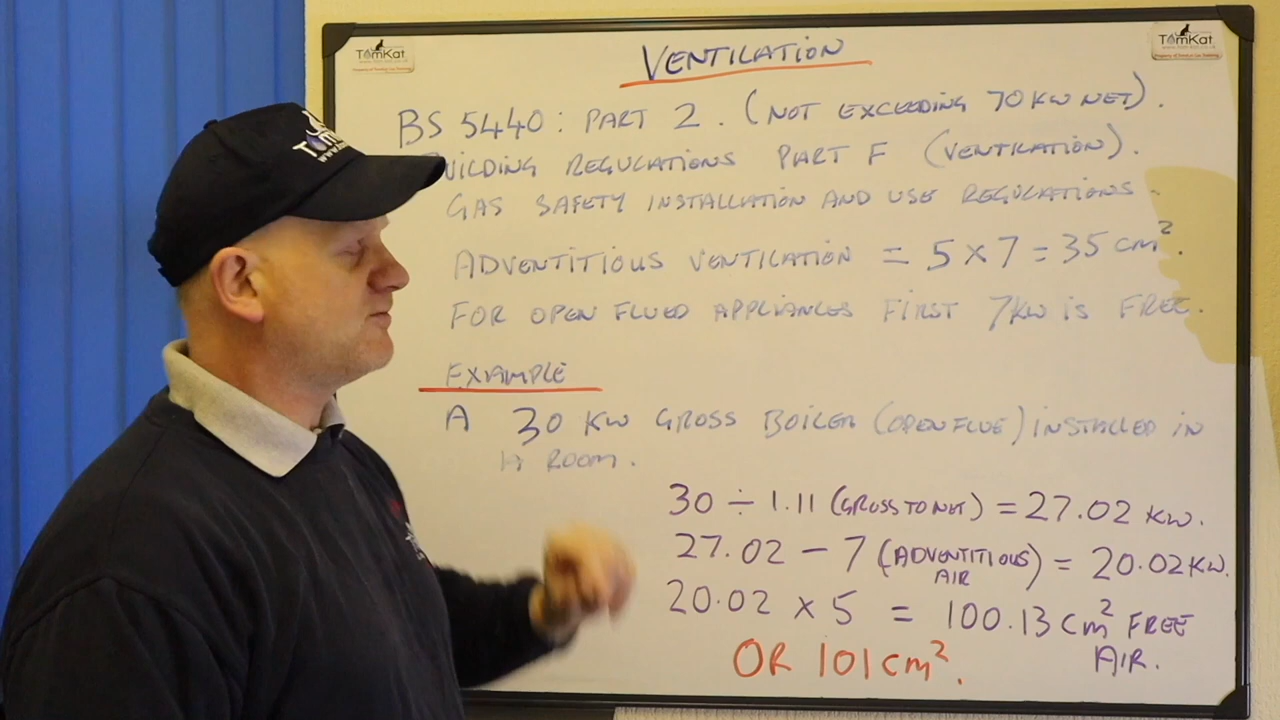 TomKat
TomKat
VENTILATION
BS 5440: PART 2. (NOT EXCEEDING 70 KW NET).
UILDING REGULATIONS PART F (VENTILATION).
GAS SAFETY INSTALLATION AND USE REGULATIONS.
ADVENTITIOUS VENTILATION = 5 x 7 = 35 cm².
FOR OPEN FLUED APPLIANCES FIRST 7KW IS FREE.
EXAMPLE
A 30 KW GROSS BOILER (OPEN FLUE) INSTALLED IN
A ROOM.
30 ÷ 1.11 (GROSS TO NET) = 27.02 KW.
27.02 - 7 (ADVENTITIOUS AIR) = 20.02 KW.
20.02 x 5 = 100.13 cm² FREE
AIR.
OR 101 cm².